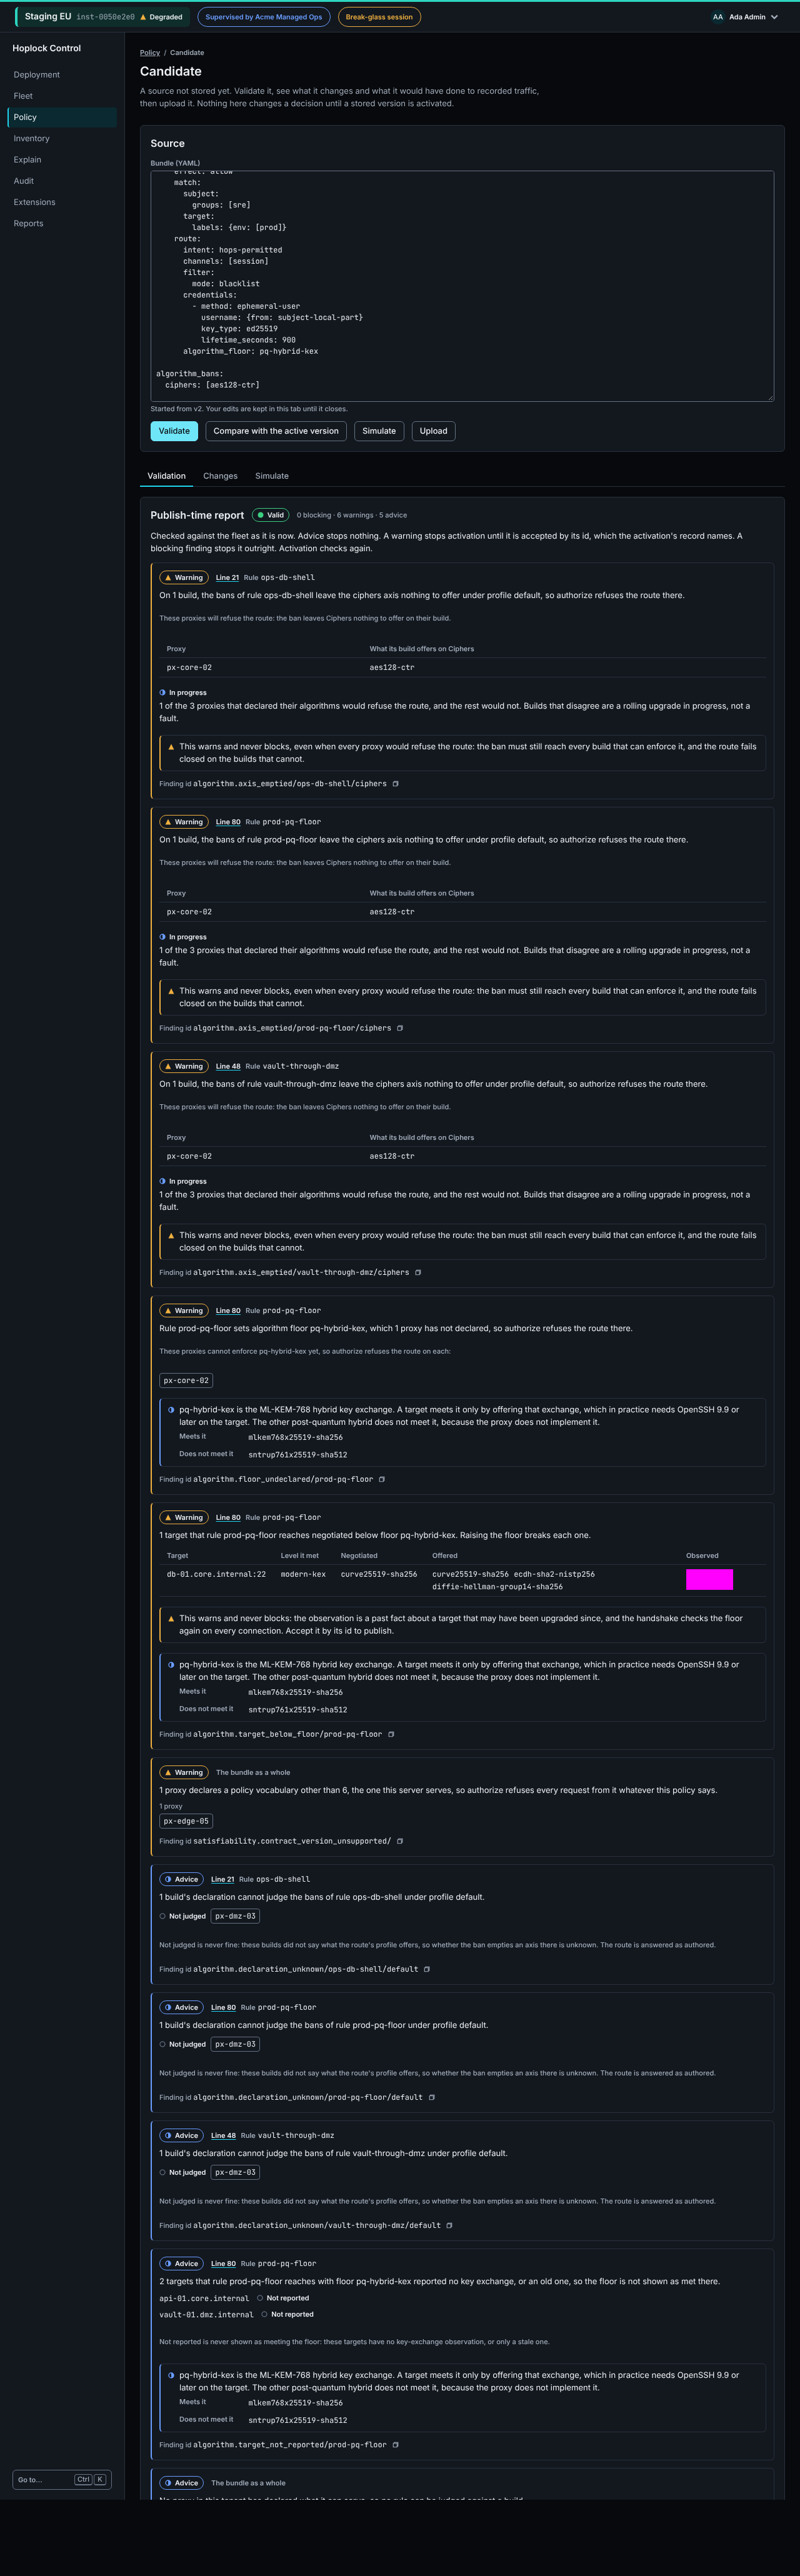 Staging EU inst-0050e2e0 Degraded
Supervised by Acme Managed Ops
Break-glass session
AA Ada Admin
Hoplock Control
Deployment
Fleet
Policy
Inventory
Explain
Audit
Extensions
Reports
Go to... Ctrl K
Policy / Candidate
Candidate
A source not stored yet. Validate it, see what it changes and what it would have done to recorded traffic,
then upload it. Nothing here changes a decision until a stored version is activated.
Source
Bundle (YAML)
effect: allow
match:
subject:
groups: [sre]
target:
labels: {env: [prod]}
route:
intent: hops-permitted
channels: [session]
filter:
mode: blacklist
credentials:
- method: ephemeral-user
username: {from: subject-local-part}
key_type: ed25519
lifetime_seconds: 900
algorithm_floor: pq-hybrid-kex
algorithm_bans:
ciphers: [aes128-ctr]
Started from v2. Your edits are kept in this tab until it closes.
Validate
Compare with the active version
Simulate
Upload
Validation Changes Simulate
Publish-time report Valid 0 blocking · 6 warnings · 5 advice
Checked against the fleet as it is now. Advice stops nothing. A warning stops activation until it is accepted by its id, which the activation's record names. A
blocking finding stops it outright. Activation checks again.
Warning Line 21 Rule ops-db-shell
On 1 build, the bans of rule ops-db-shell leave the ciphers axis nothing to offer under profile default, so authorize refuses the route there.
These proxies will refuse the route: the ban leaves Ciphers nothing to offer on their build.
Proxy What its build offers on Ciphers
px-core-02 aes128-ctr
In progress
1 of the 3 proxies that declared their algorithms would refuse the route, and the rest would not. Builds that disagree are a rolling upgrade in progress, not a
fault.
This warns and never blocks, even when every proxy would refuse the route: the ban must still reach every build that can enforce it, and the route fails
closed on the builds that cannot.
Finding id algorithm.axis_emptied/ops-db-shell/ciphers
Warning Line 80 Rule prod-pq-floor
On 1 build, the bans of rule prod-pq-floor leave the ciphers axis nothing to offer under profile default, so authorize refuses the route there.
These proxies will refuse the route: the ban leaves Ciphers nothing to offer on their build.
Proxy What its build offers on Ciphers
px-core-02 aes128-ctr
In progress
1 of the 3 proxies that declared their algorithms would refuse the route, and the rest would not. Builds that disagree are a rolling upgrade in progress, not a
fault.
This warns and never blocks, even when every proxy would refuse the route: the ban must still reach every build that can enforce it, and the route fails
closed on the builds that cannot.
Finding id algorithm.axis_emptied/prod-pq-floor/ciphers
Warning Line 48 Rule vault-through-dmz
On 1 build, the bans of rule vault-through-dmz leave the ciphers axis nothing to offer under profile default, so authorize refuses the route there.
These proxies will refuse the route: the ban leaves Ciphers nothing to offer on their build.
Proxy What its build offers on Ciphers
px-core-02 aes128-ctr
In progress
1 of the 3 proxies that declared their algorithms would refuse the route, and the rest would not. Builds that disagree are a rolling upgrade in progress, not a
fault.
This warns and never blocks, even when every proxy would refuse the route: the ban must still reach every build that can enforce it, and the route fails
closed on the builds that cannot.
Finding id algorithm.axis_emptied/vault-through-dmz/ciphers
Warning Line 80 Rule prod-pq-floor
Rule prod-pq-floor sets algorithm floor pq-hybrid-kex, which 1 proxy has not declared, so authorize refuses the route there.
These proxies cannot enforce pq-hybrid-kex yet, so authorize refuses the route on each:
px-core-02
pq-hybrid-kex is the ML-KEM-768 hybrid key exchange. A target meets it only by offering that exchange, which in practice needs OpenSSH 9.9 or
later on the target. The other post-quantum hybrid does not meet it, because the proxy does not implement it.
Meets it mlkem768x25519-sha256
Does not meet it sntrup761x25519-sha512
Finding id algorithm.floor_undeclared/prod-pq-floor
Warning Line 80 Rule prod-pq-floor
1 target that rule prod-pq-floor reaches negotiated below floor pq-hybrid-kex. Raising the floor breaks each one.
Target Level it met Negotiated Offered Observed
db-01.core.internal:22 modern-kex curve25519-sha256 curve25519-sha256 ecdh-sha2-nistp256
diffie-hellman-group14-sha256
This warns and never blocks: the observation is a past fact about a target that may have been upgraded since, and the handshake checks the floor
again on every connection. Accept it by its id to publish.
pq-hybrid-kex is the ML-KEM-768 hybrid key exchange. A target meets it only by offering that exchange, which in practice needs OpenSSH 9.9 or
later on the target. The other post-quantum hybrid does not meet it, because the proxy does not implement it.
Meets it mlkem768x25519-sha256
Does not meet it sntrup761x25519-sha512
Finding id algorithm.target_below_floor/prod-pq-floor
Warning The bundle as a whole
1 proxy declares a policy vocabulary other than 6, the one this server serves, so authorize refuses every request from it whatever this policy says.
1 proxy
px-edge-05
Finding id satisfiability.contract_version_unsupported/
Advice Line 21 Rule ops-db-shell
1 build's declaration cannot judge the bans of rule ops-db-shell under profile default.
Not judged px-dmz-03
Not judged is never fine: these builds did not say what the route's profile offers, so whether the ban empties an axis there is unknown. The route is answered as authored.
Finding id algorithm.declaration_unknown/ops-db-shell/default
Advice Line 80 Rule prod-pq-floor
1 build's declaration cannot judge the bans of rule prod-pq-floor under profile default.
Not judged px-dmz-03
Not judged is never fine: these builds did not say what the route's profile offers, so whether the ban empties an axis there is unknown. The route is answered as authored.
Finding id algorithm.declaration_unknown/prod-pq-floor/default
Advice Line 48 Rule vault-through-dmz
1 build's declaration cannot judge the bans of rule vault-through-dmz under profile default.
Not judged px-dmz-03
Not judged is never fine: these builds did not say what the route's profile offers, so whether the ban empties an axis there is unknown. The route is answered as authored.
Finding id algorithm.declaration_unknown/vault-through-dmz/default
Advice Line 80 Rule prod-pq-floor
2 targets that rule prod-pq-floor reaches with floor pq-hybrid-kex reported no key exchange, or an old one, so the floor is not shown as met there.
api-01.core.internal Not reported
vault-01.dmz.internal Not reported
Not reported is never shown as meeting the floor: these targets have no key-exchange observation, or only a stale one.
pq-hybrid-kex is the ML-KEM-768 hybrid key exchange. A target meets it only by offering that exchange, which in practice needs OpenSSH 9.9 or
later on the target. The other post-quantum hybrid does not meet it, because the proxy does not implement it.
Meets it mlkem768x25519-sha256
Does not meet it sntrup761x25519-sha512
Finding id algorithm.target_not_reported/prod-pq-floor
Advice The bundle as a whole